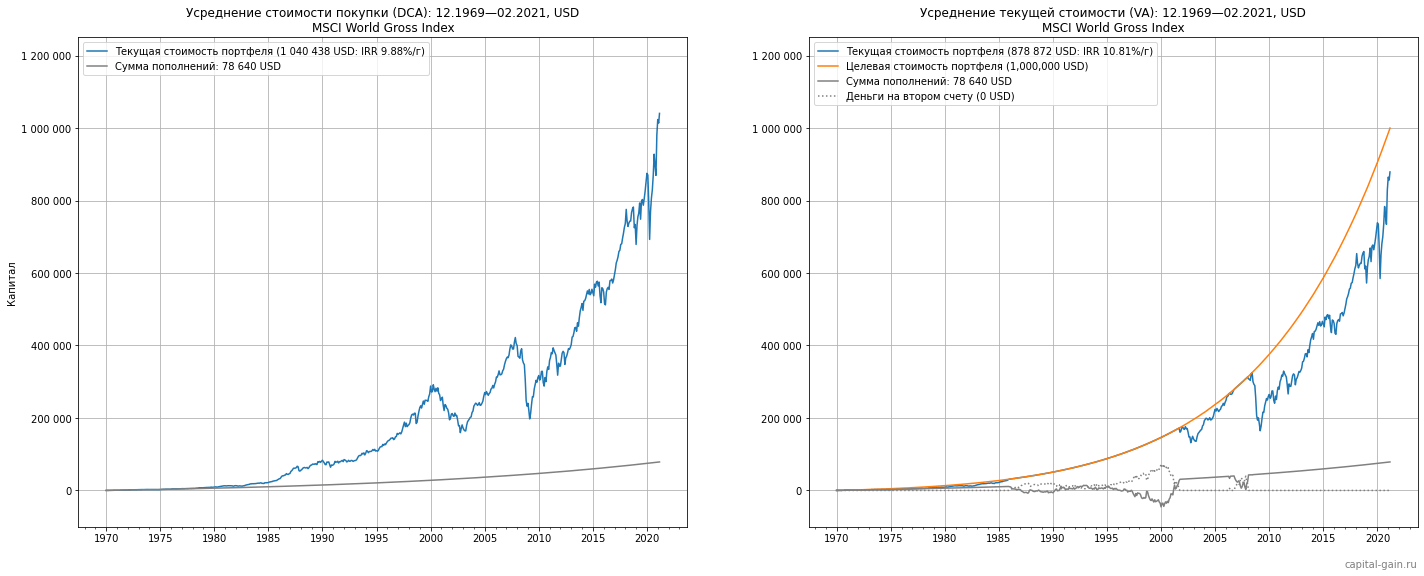 Усреднение стоимости покупки (DCA): 12.1969—02.2021, USD
MSCI World Gross Index
Текущая стоимость портфеля (1 040 438 USD: IRR 9.88%/г)
Сумма пополнений: 78 640 USD
Капитал
1 200 000
1 000 000
800 000
600 000
400 000
200 000
0
1970
1975
1980
1985
1990
1995
2000
2005
2010
2015
2020
Усреднение текущей стоимости (VA): 12.1969—02.2021, USD
MSCI World Gross Index
Текущая стоимость портфеля (878 872 USD: IRR 10.81%/г)
Целевая стоимость портфеля (1,000,000 USD)
Сумма пополнений: 78 640 USD
Деньги на втором счету (0 USD)
1 200 000
1 000 000
800 000
600 000
400 000
200 000
0
1970
1975
1980
1985
1990
1995
2000
2005
2010
2015
2020
capital-gain.ru